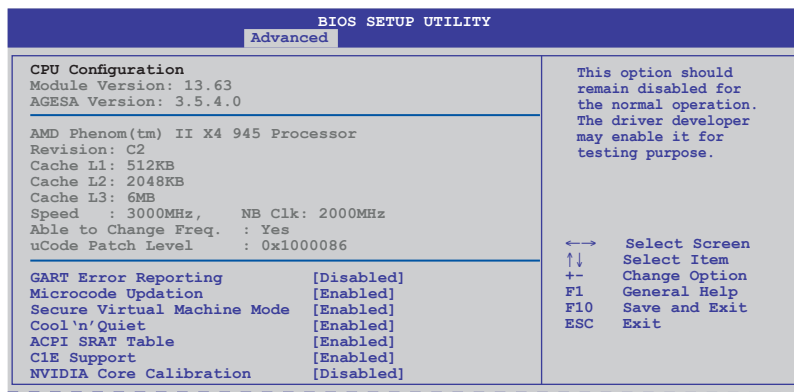 BIOS SETUP UTILITY
Advanced
CPU Configuration
Module Version: 13.63
AGESA Version: 3.5.4.0
AMD Phenom(tm) II X4 945 Processor
Revision: C2
Cache L1: 512KB
Cache L2: 2048KB
Cache L3: 6MB
Speed : 3000MHz, NB Clk: 2000MHz
Able to Change Freq. : Yes
uCode Patch Level : 0x1000086
GART Error Reporting [Disabled]
Microcode Updation [Enabled]
Secure Virtual Machine Mode [Enabled]
Cool‘n’Quiet [Enabled]
ACPI SRAT Table [Enabled]
C1E Support [Enabled]
NVIDIA Core Calibration [Disabled]
This option should
remain disabled for
the normal operation.
The driver developer
may enable it for
testing purpose.
←→ Select Screen
↑↓ Select Item
+- Change Option
F1 General Help
F10 Save and Exit
ESC Exit